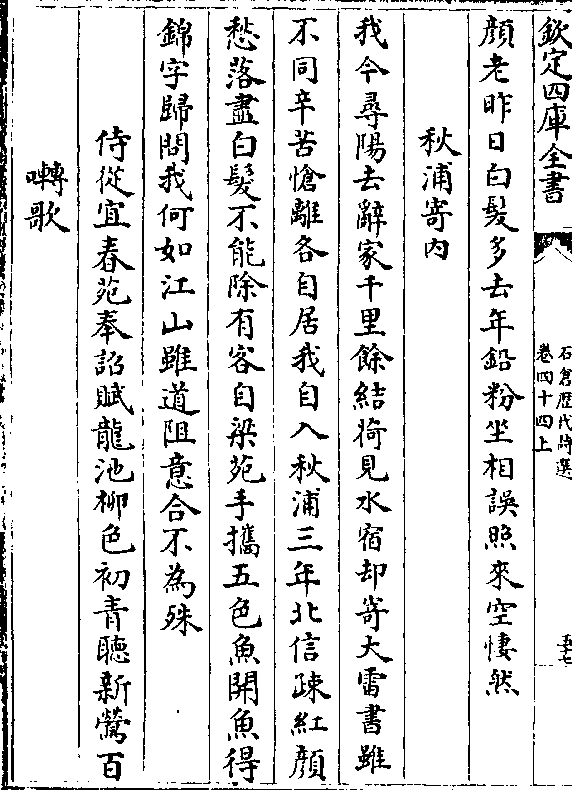 欽定四庫全書
石倉歴代詩選
卷四十四上
五七
顔老昨日白髮多去年鉛粉坐相誤照來空悽然
秋浦寄内
我今尋陽去辭家千里餘結荷見水宿却寄大雷書雖
不同辛苦愴離各自居我自入秋浦三年北信疎紅顔
愁落盡白髮不能除有客自梁苑手攜五色魚開魚得
錦字歸問我何如江山雖道阻意合不為殊
侍從宜春苑奉詔賦龍池柳色初青聽新鶯百
囀歌